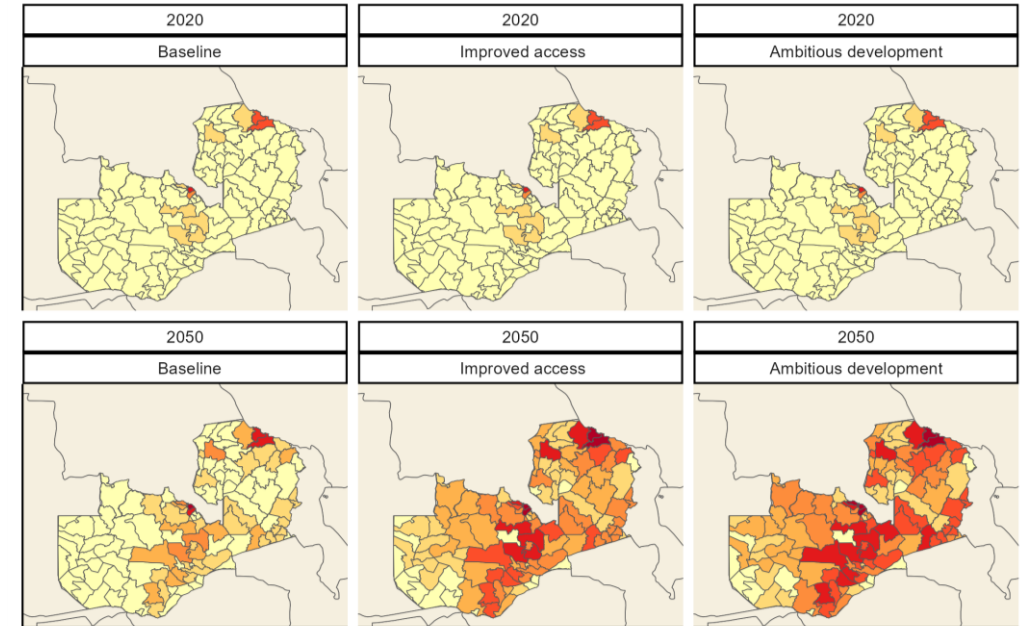 2020
2020
2020
Baseline
Improved access
Ambitious development
2050
2050
2050
Baseline
Improved access
Ambitious development